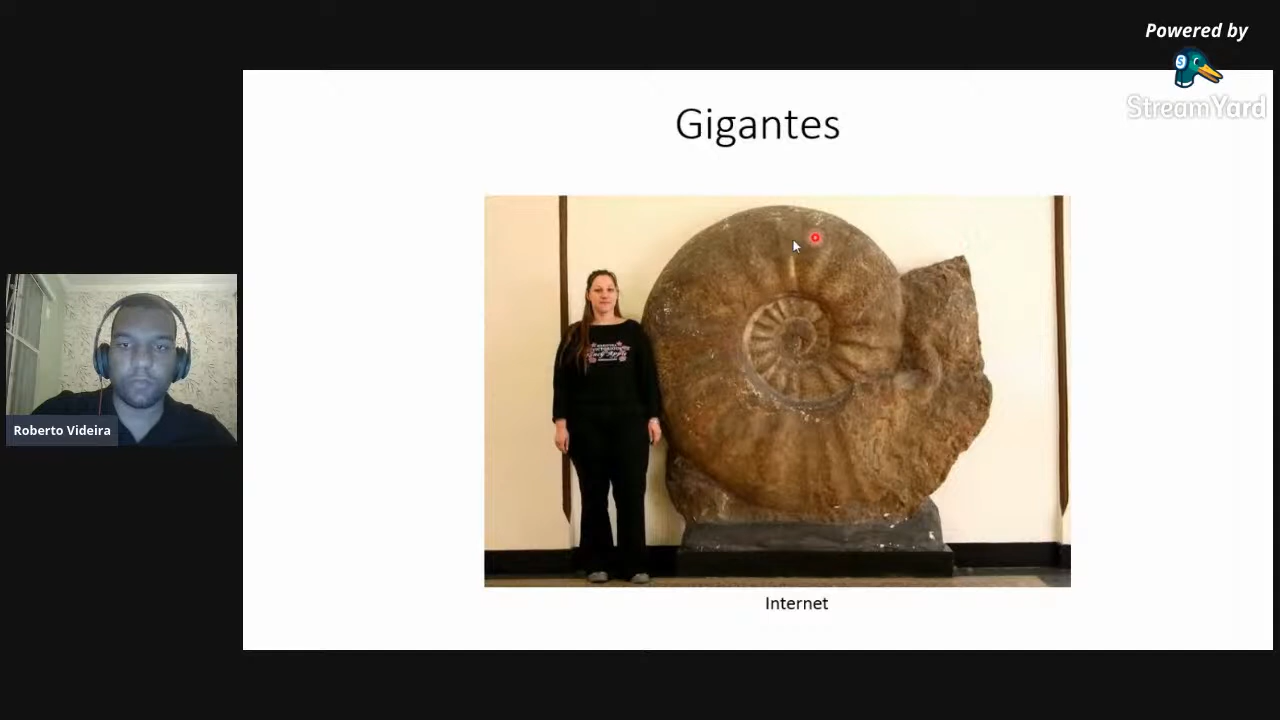 Powered by
StreamYard
Gigantes
Roberto Videira
Internet